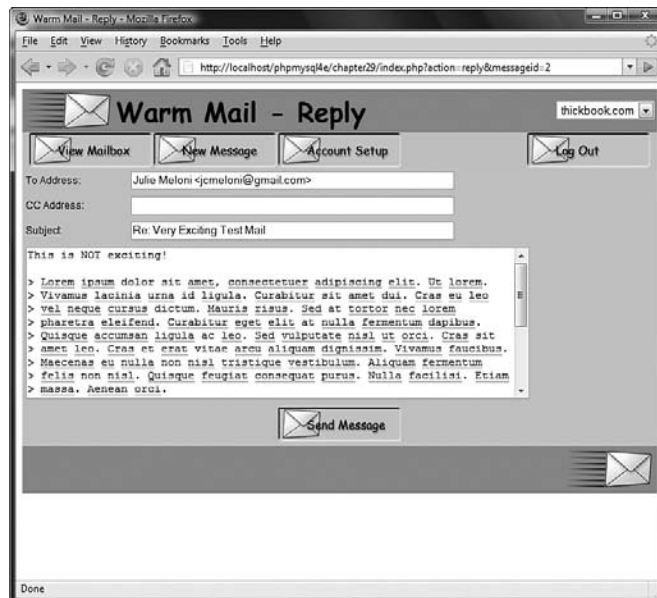 Warm Mail - Reply - Mozilla Firefox
File Edit View History Bookmarks Tools Help
http://localhost/phpmysql4e/chapter29/index.php?action=reply&messageid=2
Warm Mail - Reply
thickbook.com
View Mailbox New Message Account Setup Log Out
To Address: Julie Meloni <jcmeloni@gmail.com>
CC Address:
Subject Re: Very Exciting Test Mail
This is NOT exciting!
> Lorem ipsum dolor sit amet, consectetuer adipiscing elit. Ut lorem.
> Vivamus lacinia urna id ligula. Curabitur sit amet dui. Cras eu leo
> vel neque cursus dictum. Mauris risus. Sed at tortor nec lorem
> pharetra eleifend. Curabitur eget elit at nulla fermentum dapibus.
> Quisque accumsan ligula ac leo. Sed vulputate nisl ut orci. Cras sit
> amet leo. Cras et erat vitae arcu aliquam dignissim. Vivamus faucibus.
> Maecenas eu nulla non nisl tristique vestibulum. Aliquam fermentum
> felis non nisl. Quisque feugiat consequat purus. Nulla facilisi. Etiam
> massa. Aenean orci.
Send Message
Done